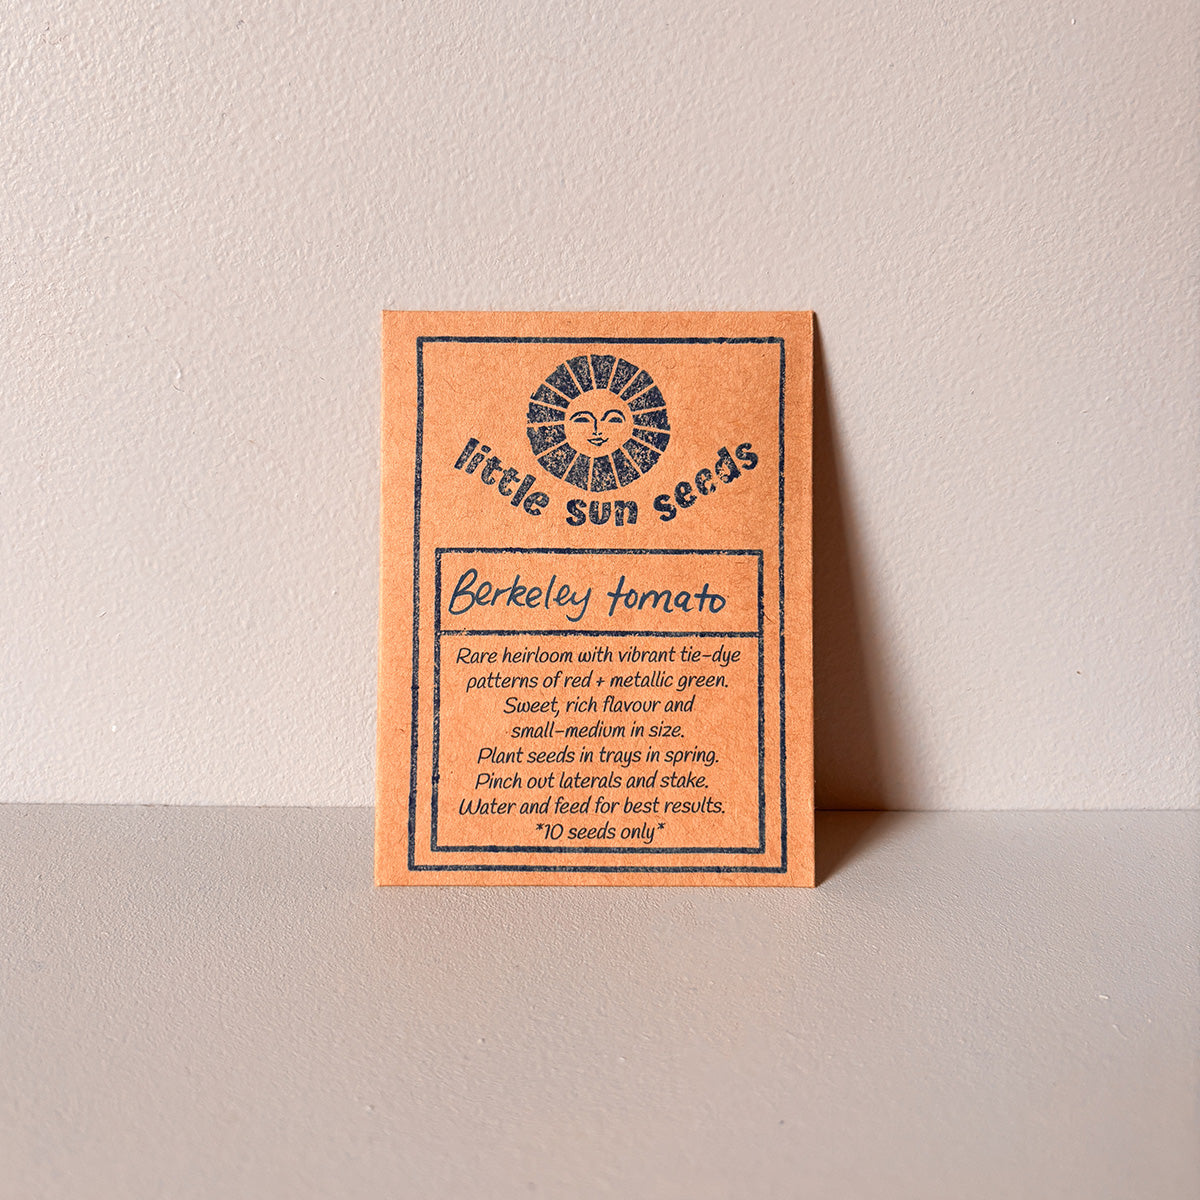 little sun seeds
Berkeley tomato
Rare heirloom with vibrant tie-dye
patterns of red + metallic green.
Sweet, rich flavour and
small-medium in size.
Plant seeds in trays in spring.
Pinch out laterals and stake.
Water and feed for best results.
*10 seeds only*